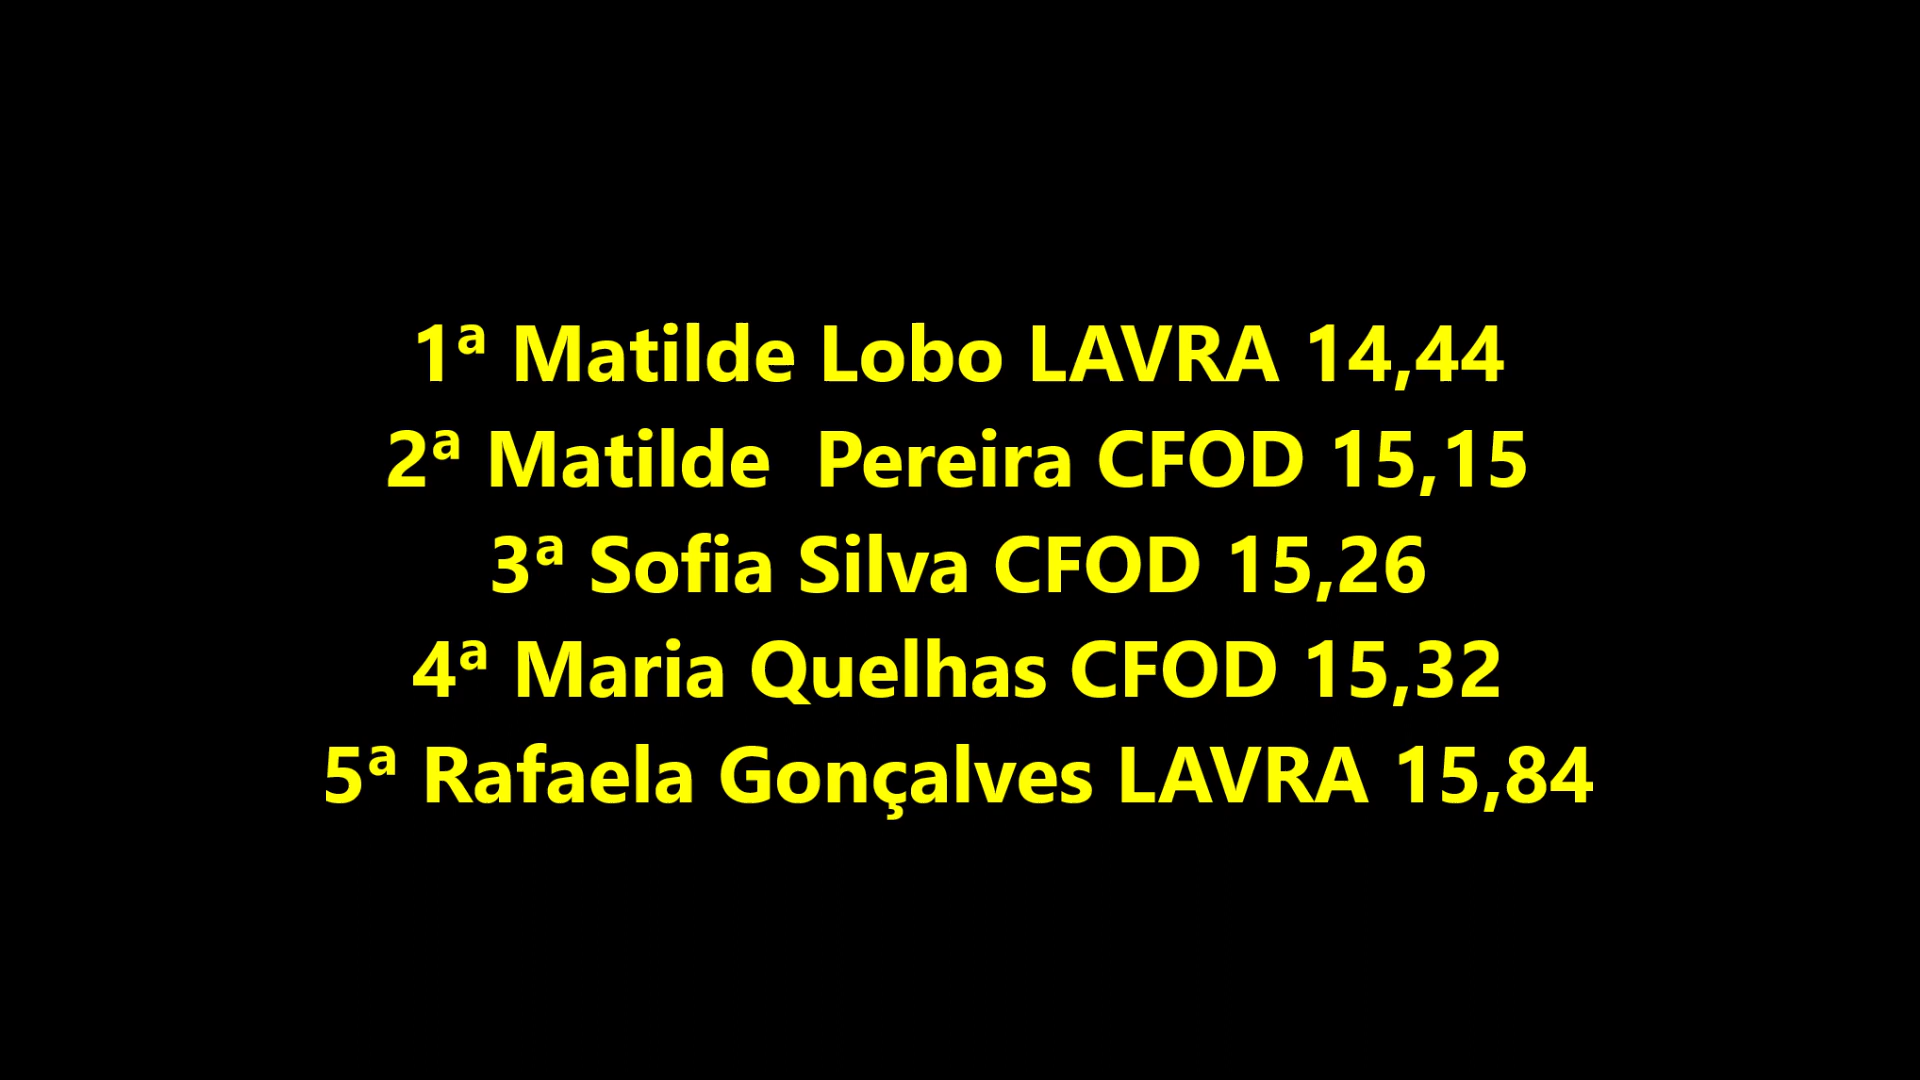 1ª Matilde Lobo LAVRA 14,44
2ª Matilde  Pereira CFOD 15,15
3ª Sofia Silva CFOD 15,26
4ª Maria Quelhas CFOD 15,32
5ª Rafaela Gonçalves LAVRA 15,84